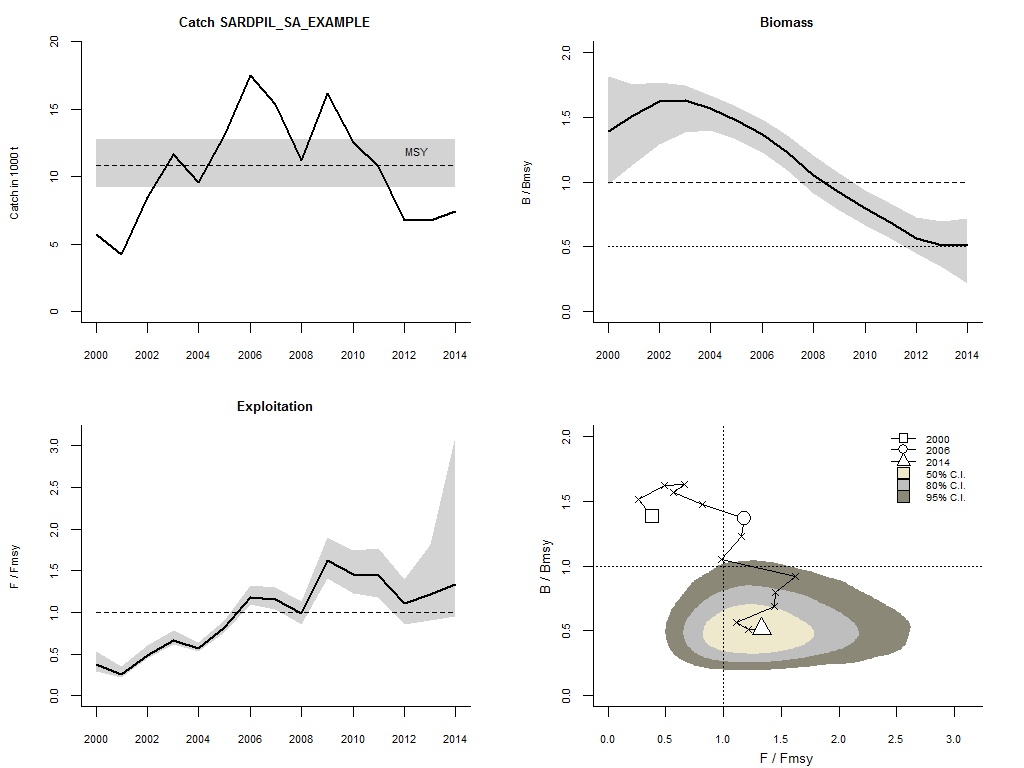 Catch SARDPIL_SA_EXAMPLE
Catch in 1000 t
20
15
10
5
0
MSY
2000 2002 2004 2006 2008 2010 2012 2014
Biomass
B / Bmsy
2.0
1.5
1.0
0.5
0.0
2000 2002 2004 2006 2008 2010 2012 2014
Exploitation
F / Fmsy
3.0
2.5
2.0
1.5
1.0
0.5
0.0
2000 2002 2004 2006 2008 2010 2012 2014
B / Bmsy
2.0
1.5
1.0
0.5
0.0
2000
2006
2014
50% C.I.
80% C.I.
95% C.I.
0.0 0.5 1.0 1.5 2.0 2.5 3.0
F / Fmsy